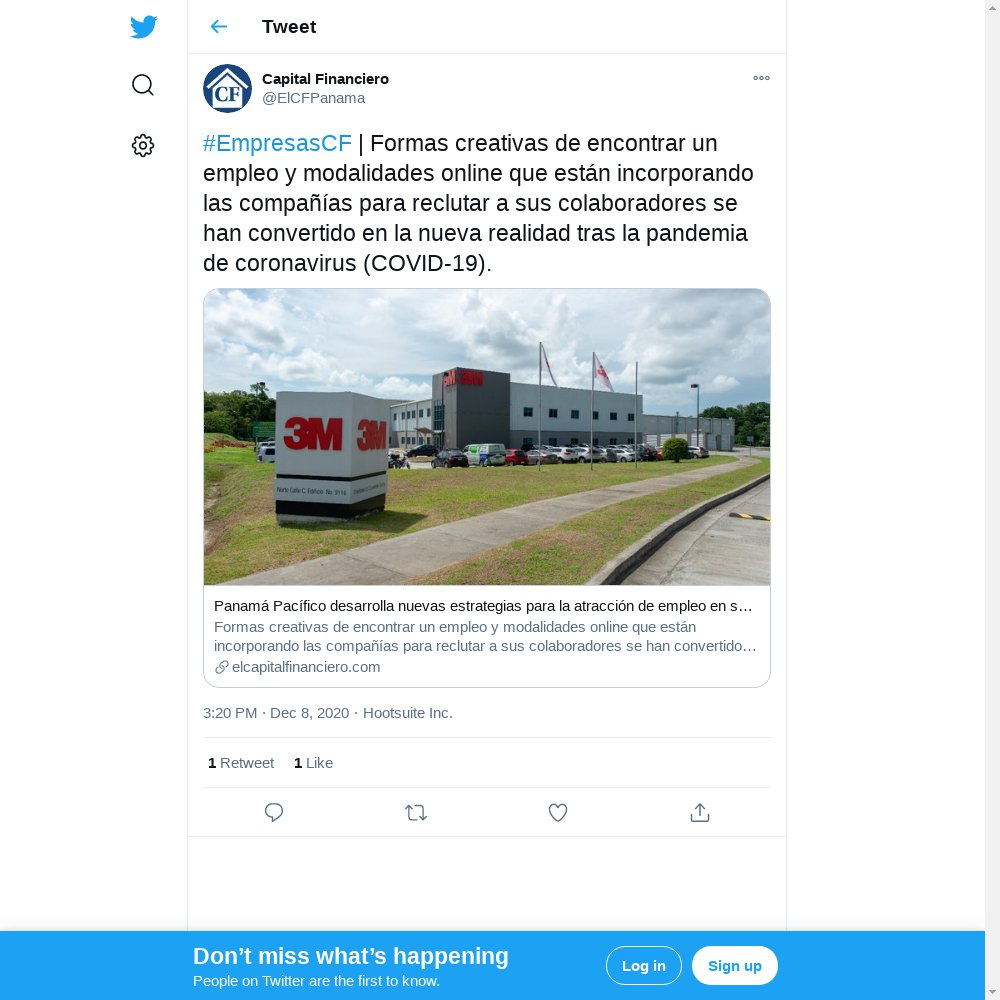 Tweet
CF
Capital Financiero
@ElCFPanama
#EmpresasCF | Formas creativas de encontrar un
empleo y modalidades online que están incorporando
las compañías para reclutar a sus colaboradores se
han convertido en la nueva realidad tras la pandemia
de coronavirus (COVID-19).
3M 3M
3M 3M
Norte Calle C. Edificio No. 9116
Panamá Pacífico desarrolla nuevas estrategias para la atracción de empleo en s…
Formas creativas de encontrar un empleo y modalidades online que están
incorporando las compañías para reclutar a sus colaboradores se han convertido…
elcapitalfinanciero.com
3:20 PM · Dec 8, 2020 · Hootsuite Inc.
1 Retweet 1 Like
Don’t miss what’s happening
People on Twitter are the first to know.
Log in
Sign up